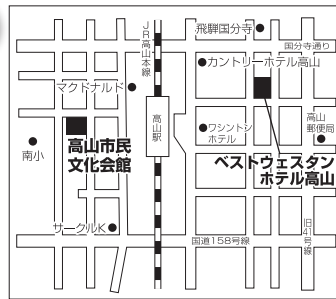 飛騨国分寺
国分寺通り
JR高山本線
カントリーホテル高山
マクドナルド
高山駅
ワシントン
ホテル
高山
郵便局
南小
高山市民
文化会館
ベストウェスタン
ホテル高山
サークルK
国道158号線
旧41号線